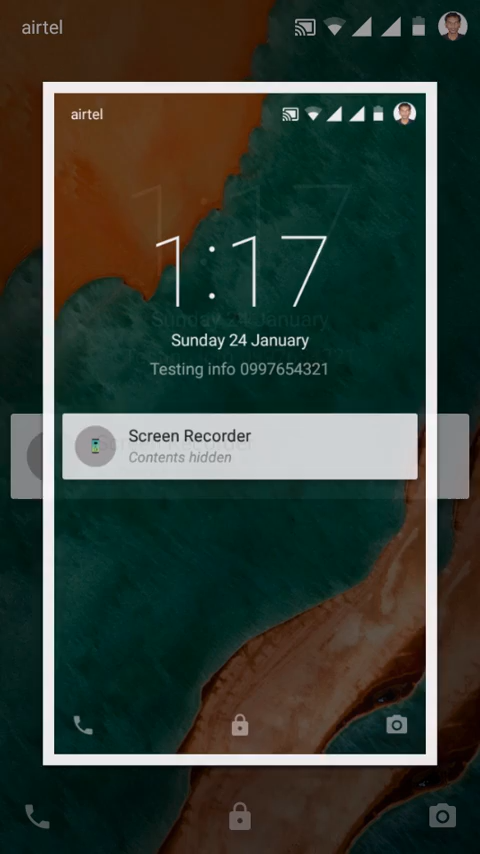 airtel
airtel
1:17
Sunday 24 January
Testing info 0997654321
Screen Recorder
Contents hidden